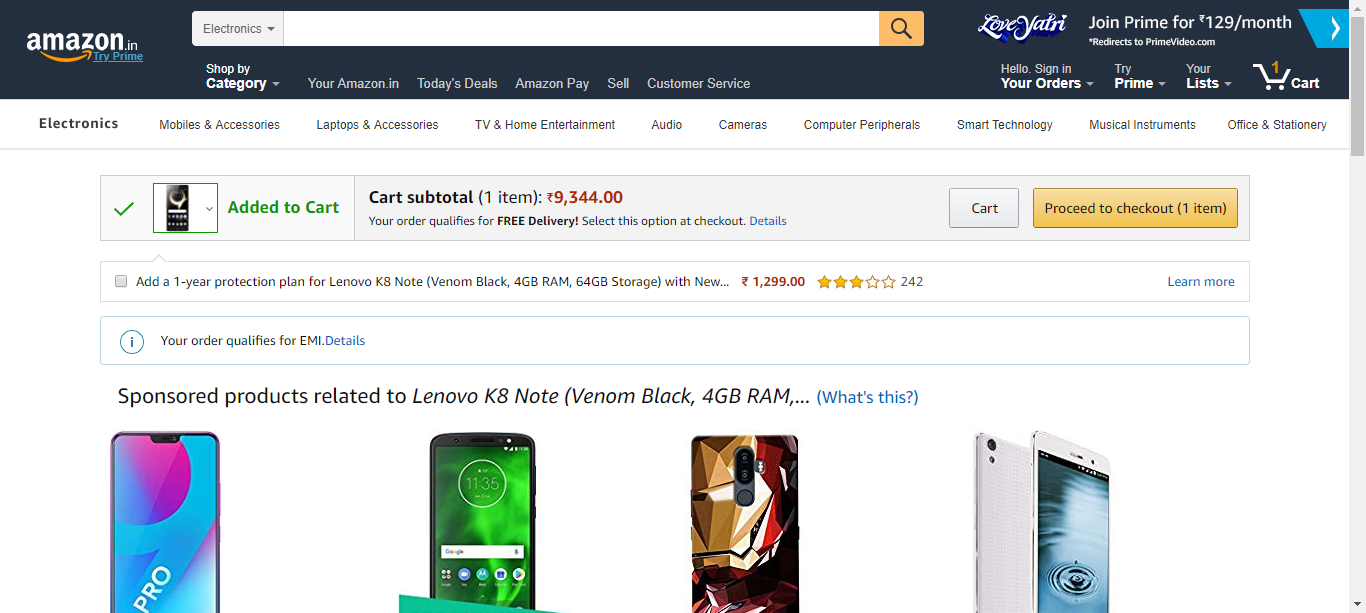 amazon.in
Try Prime
Electronics
Love Yatri
Join Prime for ₹129/month
*Redirects to PrimeVideo.com
Shop by
Category
Your Amazon.in Today's Deals Amazon Pay Sell Customer Service
Hello. Sign in
Your Orders
Try
Prime
Your
Lists
1
Cart
Electronics Mobiles & Accessories Laptops & Accessories TV & Home Entertainment Audio Cameras Computer Peripherals Smart Technology Musical Instruments Office & Stationery
Added to Cart
Cart subtotal (1 item): ₹9,344.00
Your order qualifies for FREE Delivery! Select this option at checkout. Details
Cart
Proceed to checkout (1 item)
Add a 1-year protection plan for Lenovo K8 Note (Venom Black, 4GB RAM, 64GB Storage) with New... ₹ 1,299.00 242 Learn more
i Your order qualifies for EMI.Details
Sponsored products related to Lenovo K8 Note (Venom Black, 4GB RAM,... (What's this?)
PRO
11:35
Google